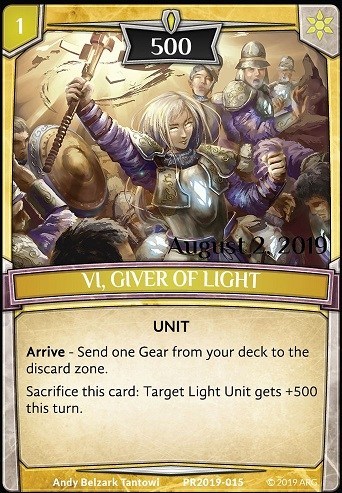 1
500
August 2, 2019
VI, GIVER OF LIGHT
UNIT
Arrive - Send one Gear from your deck to the
discard zone.
Sacrifice this card: Target Light Unit gets +500
this turn.
Andy Belzark Tantowi PR2019-015 ©2019 ARG